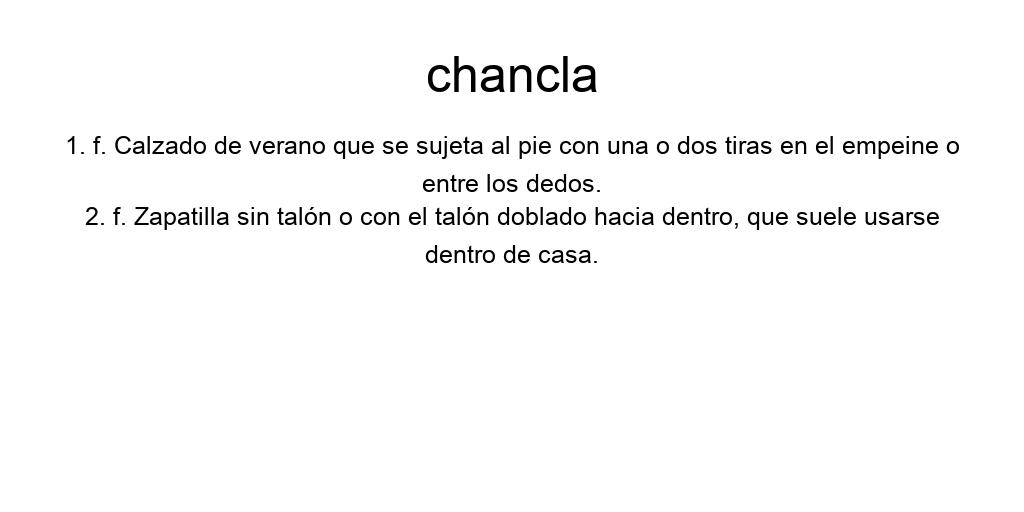 chancla
1. f. Calzado de verano que se sujeta al pie con una o dos tiras en el empeine o
entre los dedos.
2. f. Zapatilla sin talón o con el talón doblado hacia dentro, que suele usarse
dentro de casa.